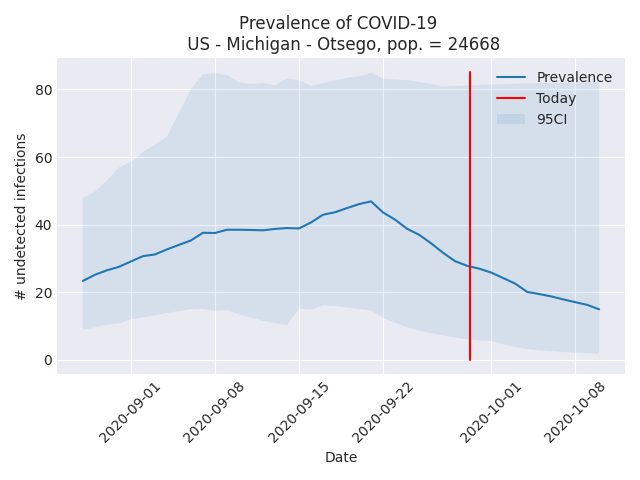 Prevalence of COVID-19
US - Michigan - Otsego, pop. = 24668
Prevalence
Today
95CI
# undetected infections
80
60
40
20
0
2020-09-01
2020-09-08
2020-09-15
2020-09-22
2020-10-01
2020-10-08
Date